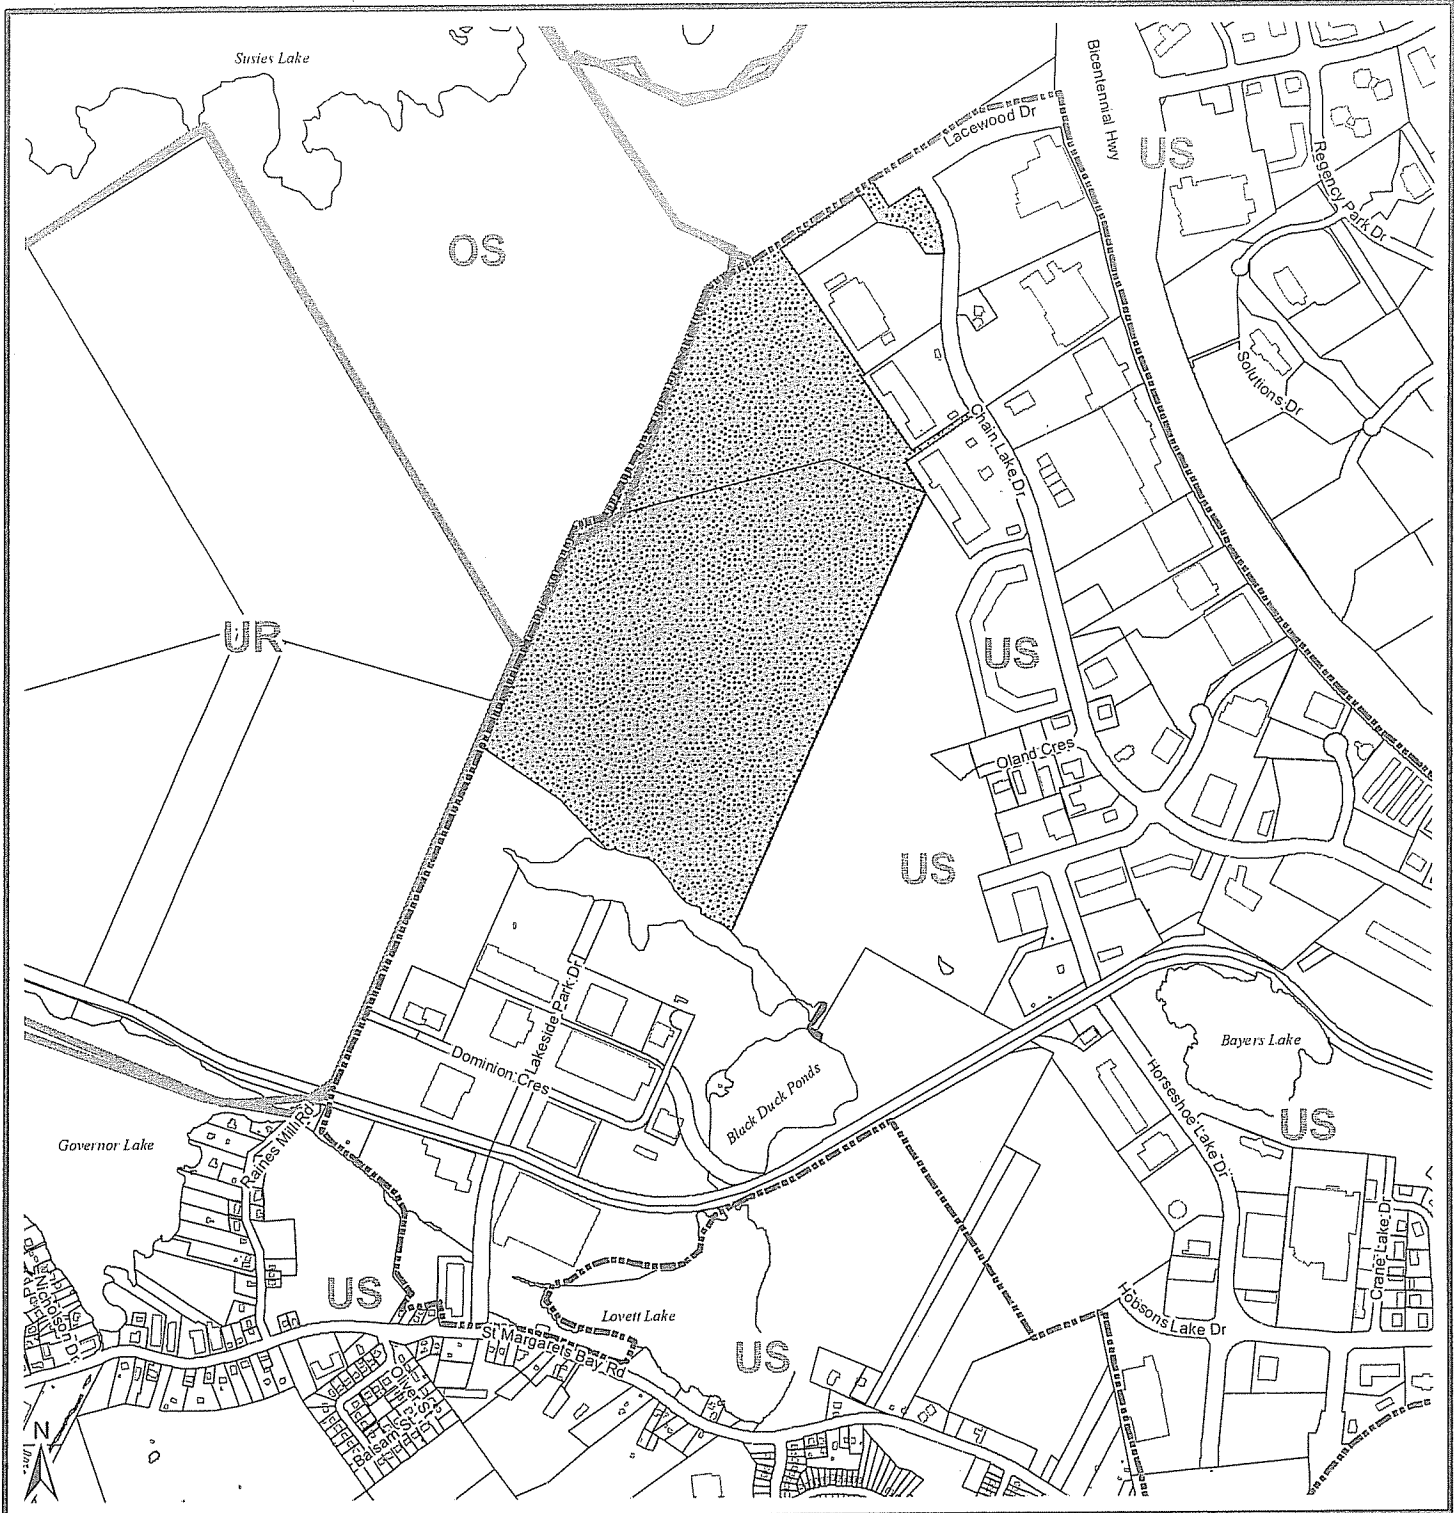 Susies Lake
Bicentennial Hwy
Lacewood Dr
US
Regency Park Dr
OS
Solutions Dr
Chain Lake Dr
UR
US
Oland Cres
US
Lakeside Park Dr
Dominion Cres
Black Duck Ponds
Bayers Lake
Horseshoe Lake Dr
US
Governor Lake
Raines Mill Rd
Crane Lake Dr
Nicholson Dr
US
Lovett Lake
Hobsons Lake Dr
St Margarets Bay Rd
US
Olive St
Balsam St
N